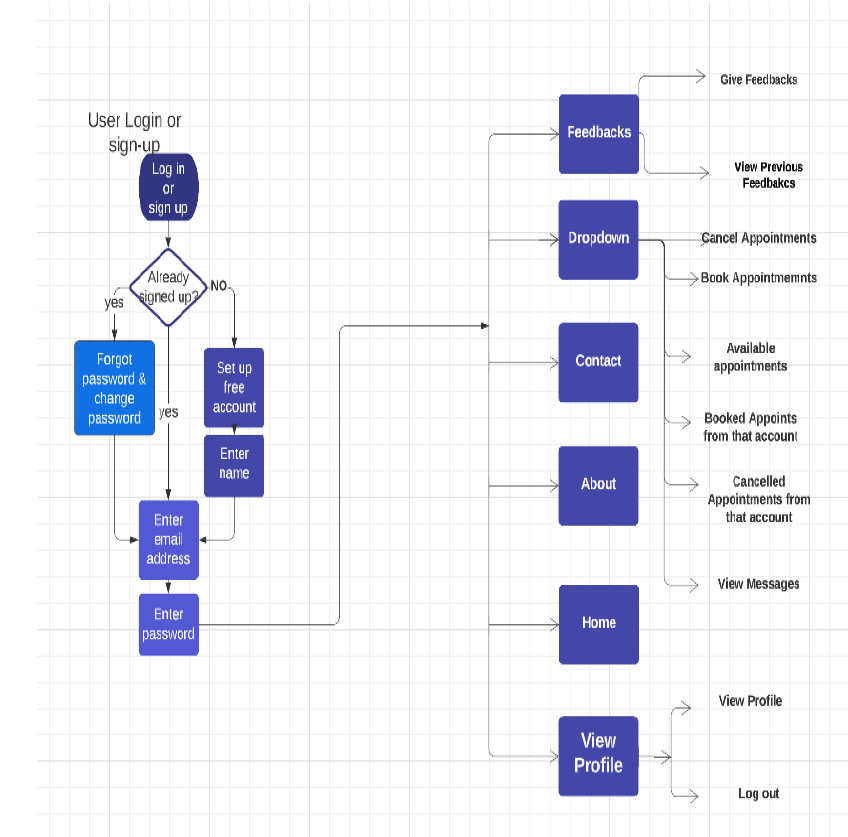 User Login or
sign-up
Log in
or
sign up
Already
signed up?
yes
NO
Forgot
password &
change
password
yes
Set up
free
account
Enter
name
Enter
email
address
Enter
password
Feedbacks
Give Feedbacks
View Previous
Feedbakcs
Dropdown
Cancel Appointments
Book Appointmemnts
Available
appointments
Booked Appoints
from that account
Cancelled
Appointments from
that account
View Messages
Contact
About
Home
View
Profile
View Profile
Log out